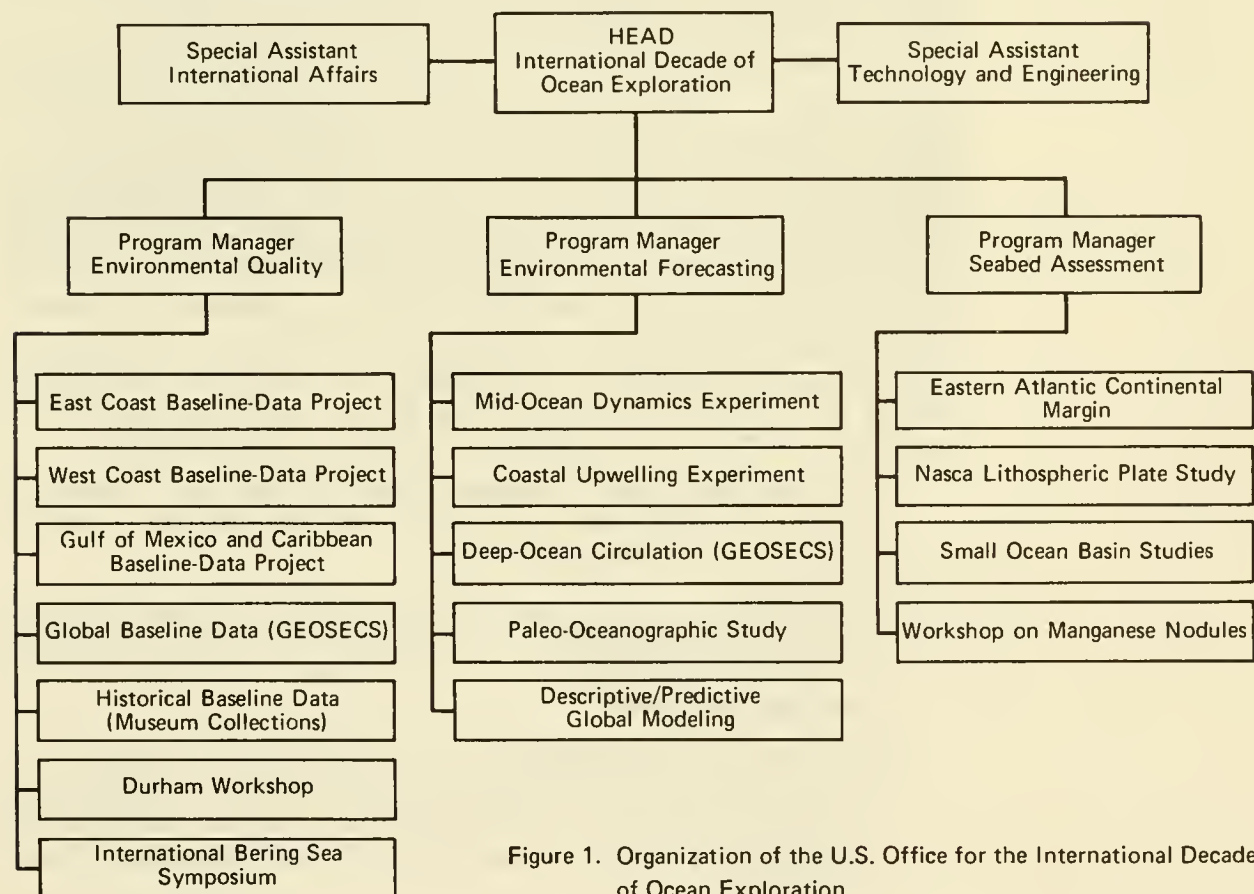 Special Assistant
International Affairs
HEAD
International Decade of
Ocean Exploration
Special Assistant
Technology and Engineering
Program Manager
Environmental Quality
Program Manager
Environmental Forecasting
Program Manager
Seabed Assessment
East Coast Baseline-Data Project
West Coast Baseline-Data Project
Gulf of Mexico and Caribbean
Baseline-Data Project
Global Baseline Data (GEOSECS)
Historical Baseline Data
(Museum Collections)
Durham Workshop
International Bering Sea
Symposium
Mid-Ocean Dynamics Experiment
Coastal Upwelling Experiment
Deep-Ocean Circulation (GEOSECS)
Paleo-Oceanographic Study
Descriptive/Predictive
Global Modeling
Eastern Atlantic Continental
Margin
Nasca Lithospheric Plate Study
Small Ocean Basin Studies
Workshop on Manganese Nodules
Figure 1. Organization of the U.S. Office for the International Decade
of Ocean Exploration